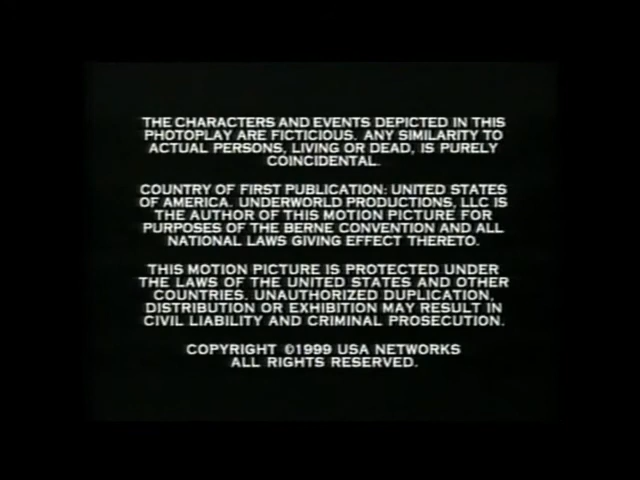 THE CHARACTERS AND EVENTS DEPICTED IN THIS
PHOTOPLAY ARE FICTICIOUS. ANY SIMILARITY TO
ACTUAL PERSONS, LIVING OR DEAD, IS PURELY
COINCIDENTAL.
COUNTRY OF FIRST PUBLICATION: UNITED STATES
OF AMERICA. UNDERWORLD PRODUCTIONS, LLC IS
THE AUTHOR OF THIS MOTION PICTURE FOR
PURPOSES OF THE BERNE CONVENTION AND ALL
NATIONAL LAWS GIVING EFFECT THERETO.
THIS MOTION PICTURE IS PROTECTED UNDER
THE LAWS OF THE UNITED STATES AND OTHER
COUNTRIES. UNAUTHORIZED DUPLICATION,
DISTRIBUTION OR EXHIBITION MAY RESULT IN
CIVIL LIABILITY AND CRIMINAL PROSECUTION.
COPYRIGHT ©1999 USA NETWORKS
ALL RIGHTS RESERVED.